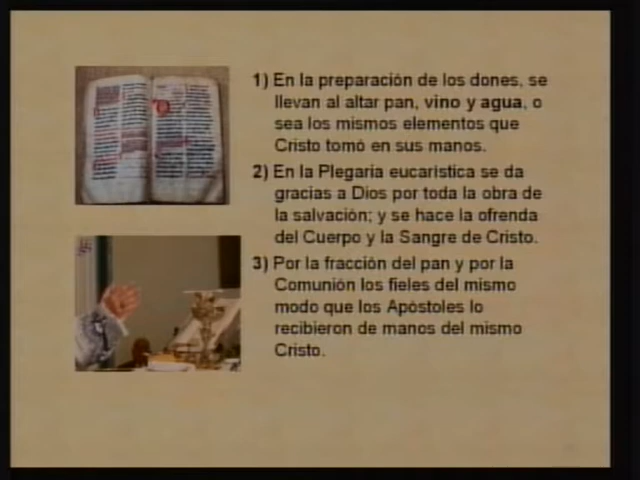 1) En la preparación de los dones, se
llevan al altar pan, vino y agua, o
sea los mismos elementos que
Cristo tomó en sus manos.
2) En la Plegaria eucarística se da
gracias a Dios por toda la obra de
la salvación; y se hace la ofrenda
del Cuerpo y la Sangre de Cristo.
3) Por la fracción del pan y por la
Comunión los fieles del mismo
modo que los Apóstoles lo
recibieron de manos del mismo
Cristo.